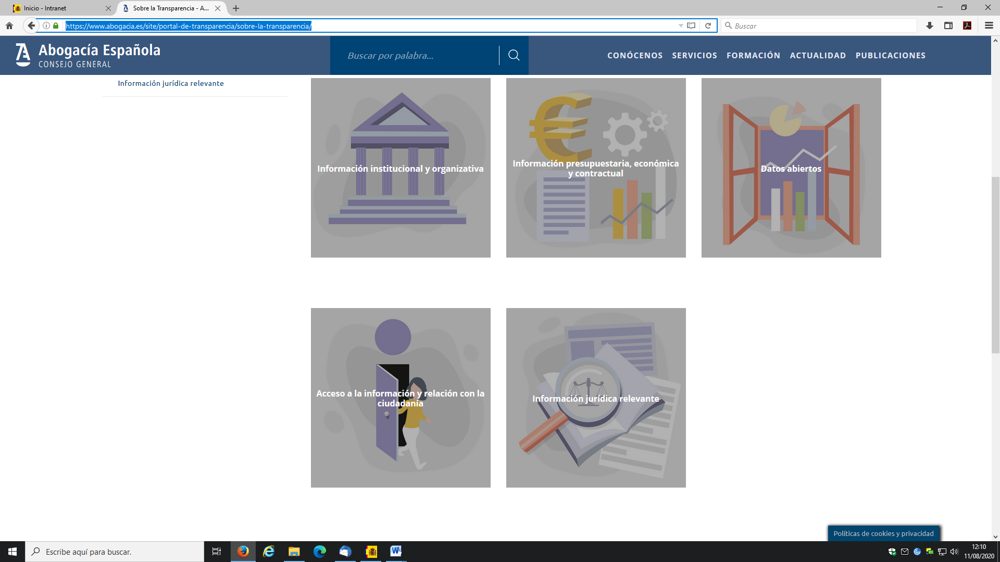 Inicio - Intranet
Sobre la Transparencia - A...
https://www.abogacia.es/site/portal-de-transparencia/sobre-la-transparencia/
Buscar
Abogacía Española
CONSEJO GENERAL
Buscar por palabra...
CONÓCENOS SERVICIOS FORMACIÓN ACTUALIDAD PUBLICACIONES
Información jurídica relevante
Información institucional y organizativa
Información presupuestaria, económica
y contractual
Datos abiertos
Acceso a la información y relación con la
ciudadanía
Información jurídica relevante
Políticas de cookies y privacidad
Escribe aquí para buscar.
12:10
11/08/2020